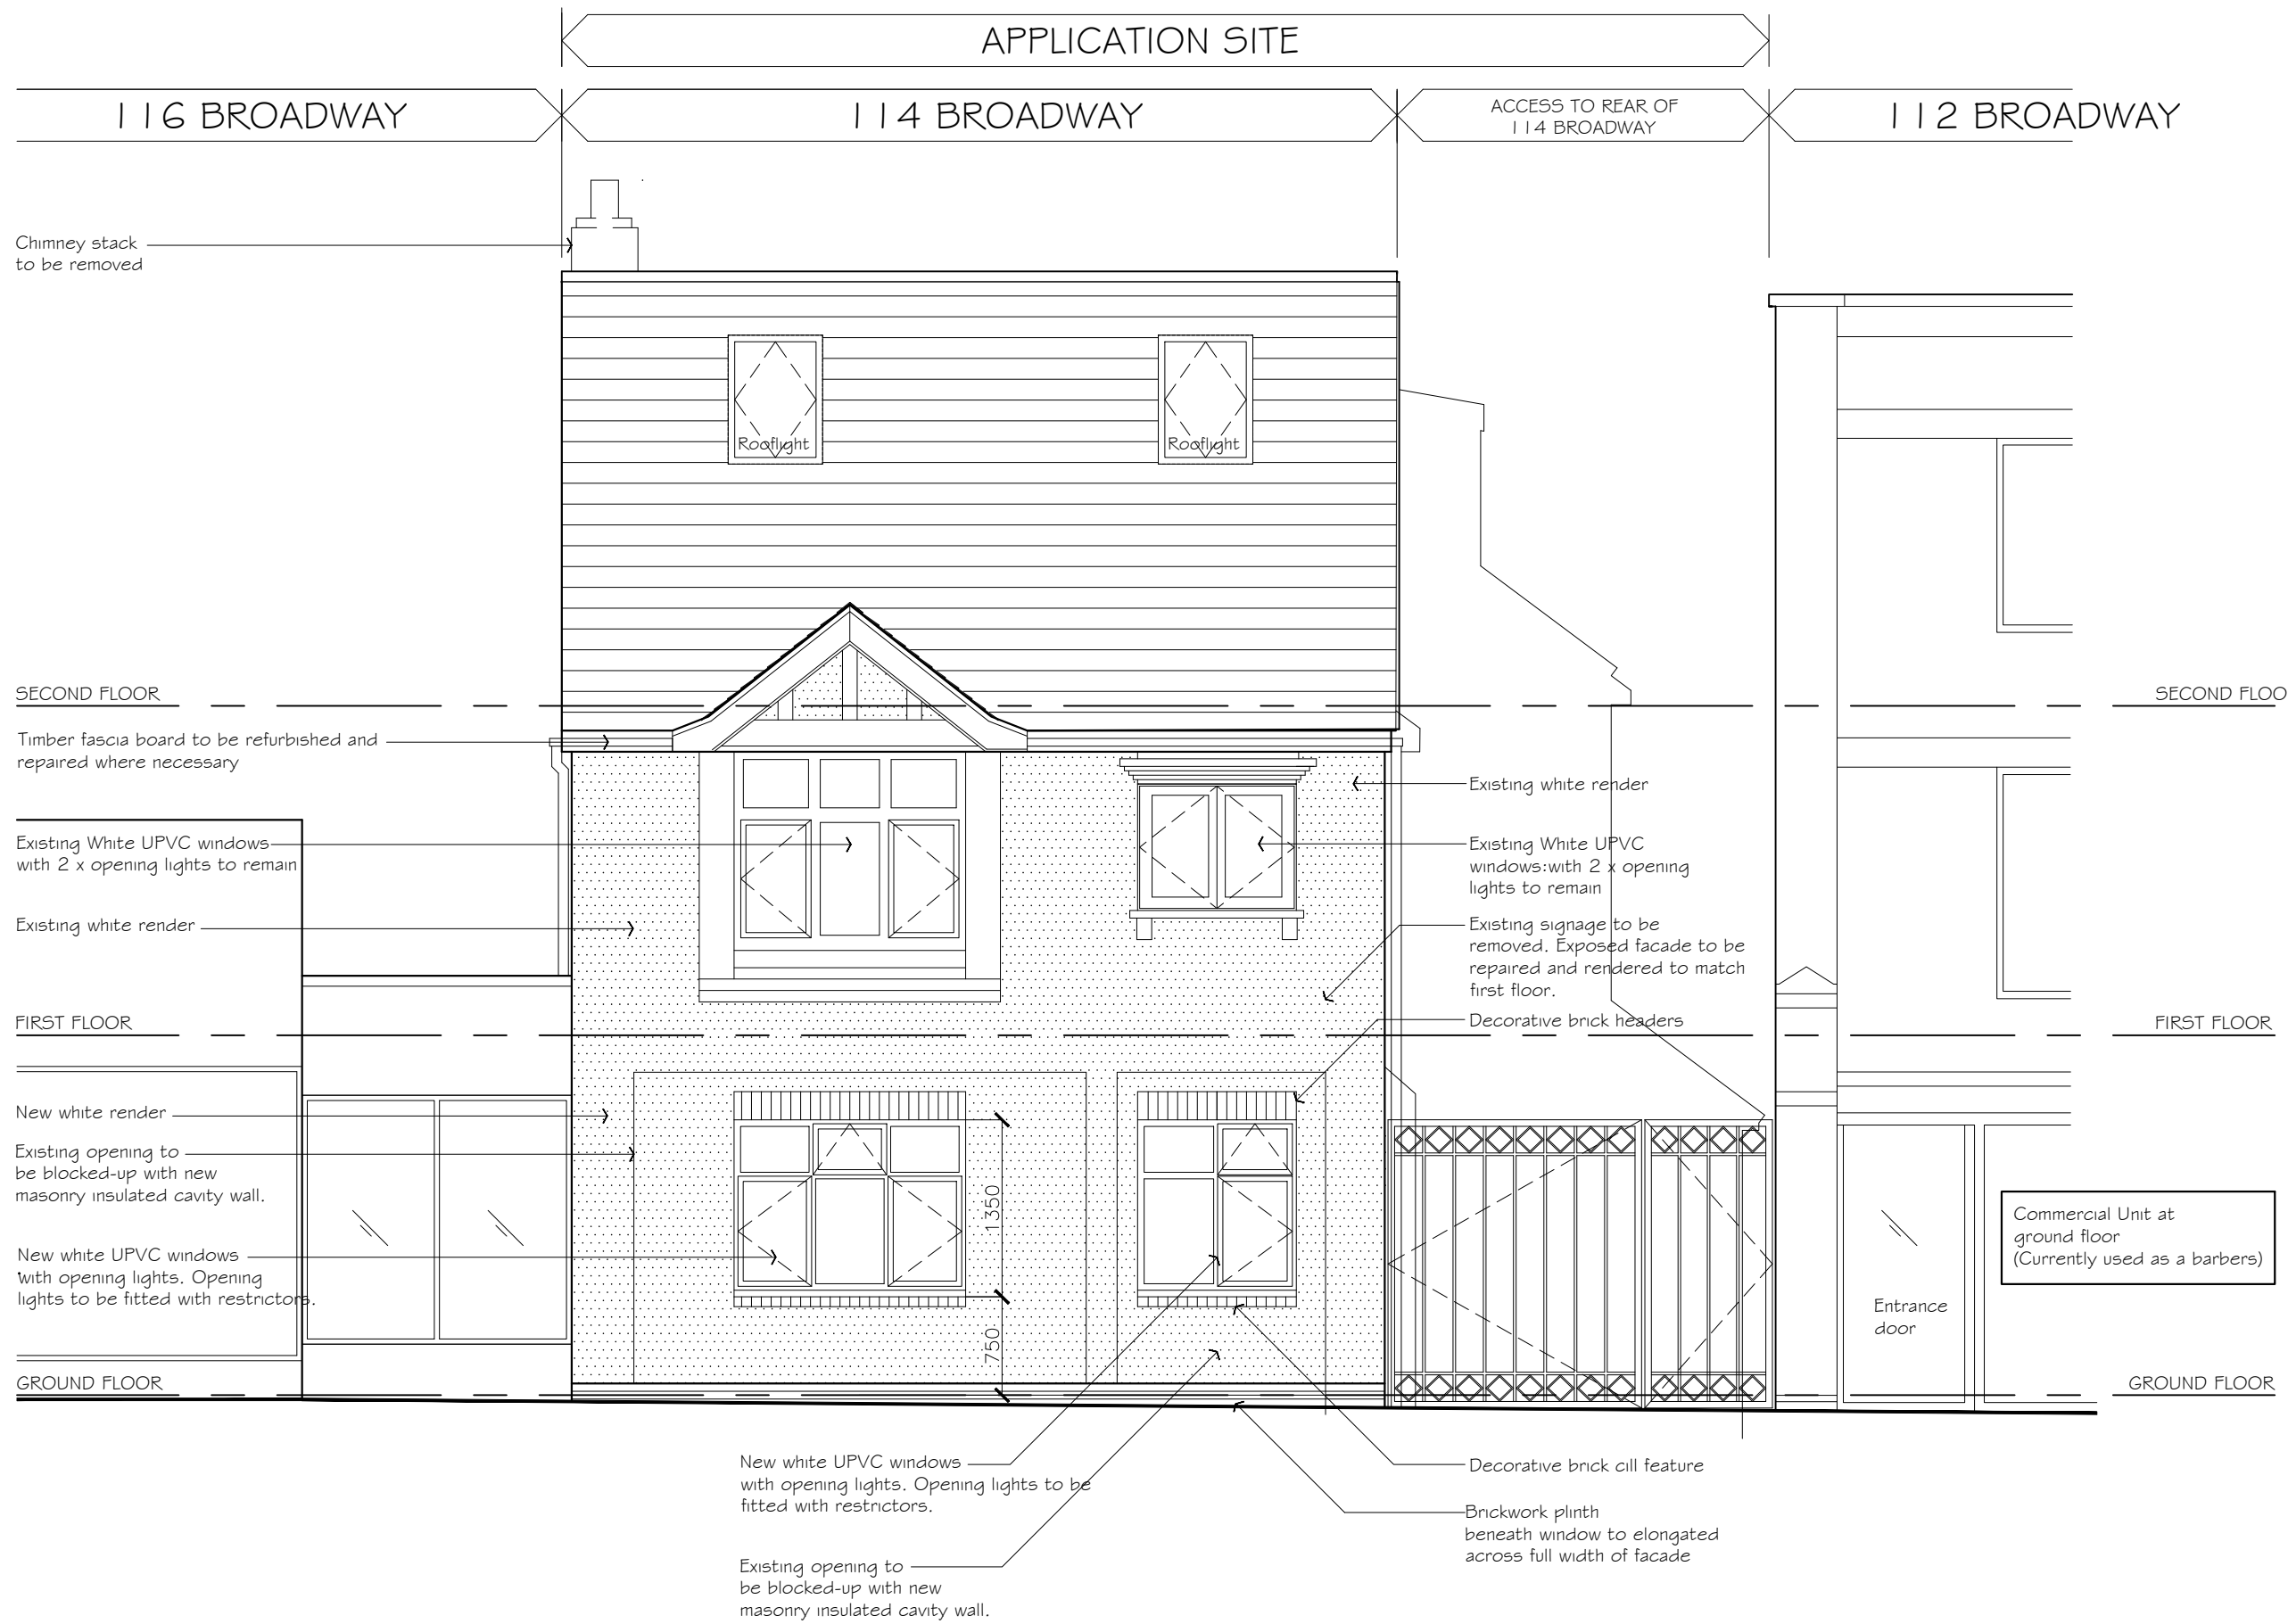 APPLICATION SITE
116 BROADWAY
114 BROADWAY
ACCESS TO REAR OF
114 BROADWAY
112 BROADWAY
Chimney stack
to be removed
Rooflight
Rooflight
SECOND FLOOR
SECOND FLOO
Timber fascia board to be refurbished and
repaired where necessary
Existing white render
Existing White UPVC windows
with 2 x opening lights to remain
Existing White UPVC
windows:with 2 x opening
lights to remain
Existing white render
Existing signage to be
removed. Exposed facade to be
repaired and rendered to match
first floor.
FIRST FLOOR
Decorative brick headers
FIRST FLOOR
New white render
Existing opening to
be blocked-up with new
masonry insulated cavity wall.
1350
New white UPVC windows
with opening lights. Opening
lights to be fitted with restrictors.
750
Commercial Unit at
ground floor
(Currently used as a barbers)
Entrance
door
GROUND FLOOR
GROUND FLOOR
New white UPVC windows
with opening lights. Opening lights to be
fitted with restrictors.
Decorative brick cill feature
Brickwork plinth
beneath window to elongated
across full width of facade
Existing opening to
be blocked-up with new
masonry insulated cavity wall.